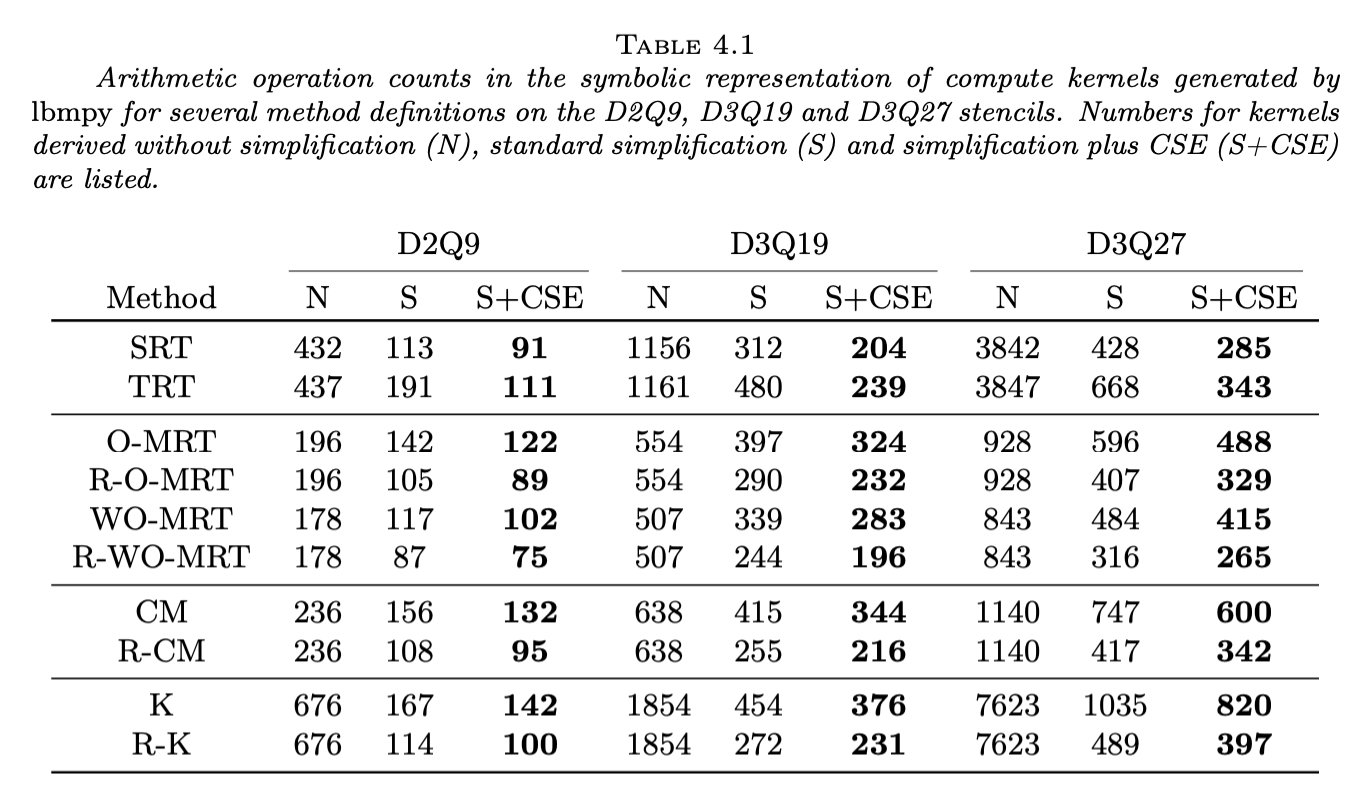 TABLE 4.1
Arithmetic operation counts in the symbolic representation of compute kernels generated by
lbmpy for several method definitions on the D2Q9, D3Q19 and D3Q27 stencils. Numbers for kernels
derived without simplification (N), standard simplification (S) and simplification plus CSE (S+CSE)
are listed.
D2Q9 D3Q19 D3Q27
Method N S S+CSE N S S+CSE N S S+CSE
SRT 432 113 91 1156 312 204 3842 428 285
TRT 437 191 111 1161 480 239 3847 668 343
O-MRT 196 142 122 554 397 324 928 596 488
R-O-MRT 196 105 89 554 290 232 928 407 329
WO-MRT 178 117 102 507 339 283 843 484 415
R-WO-MRT 178 87 75 507 244 196 843 316 265
CM 236 156 132 638 415 344 1140 747 600
R-CM 236 108 95 638 255 216 1140 417 342
K 676 167 142 1854 454 376 7623 1035 820
R-K 676 114 100 1854 272 231 7623 489 397